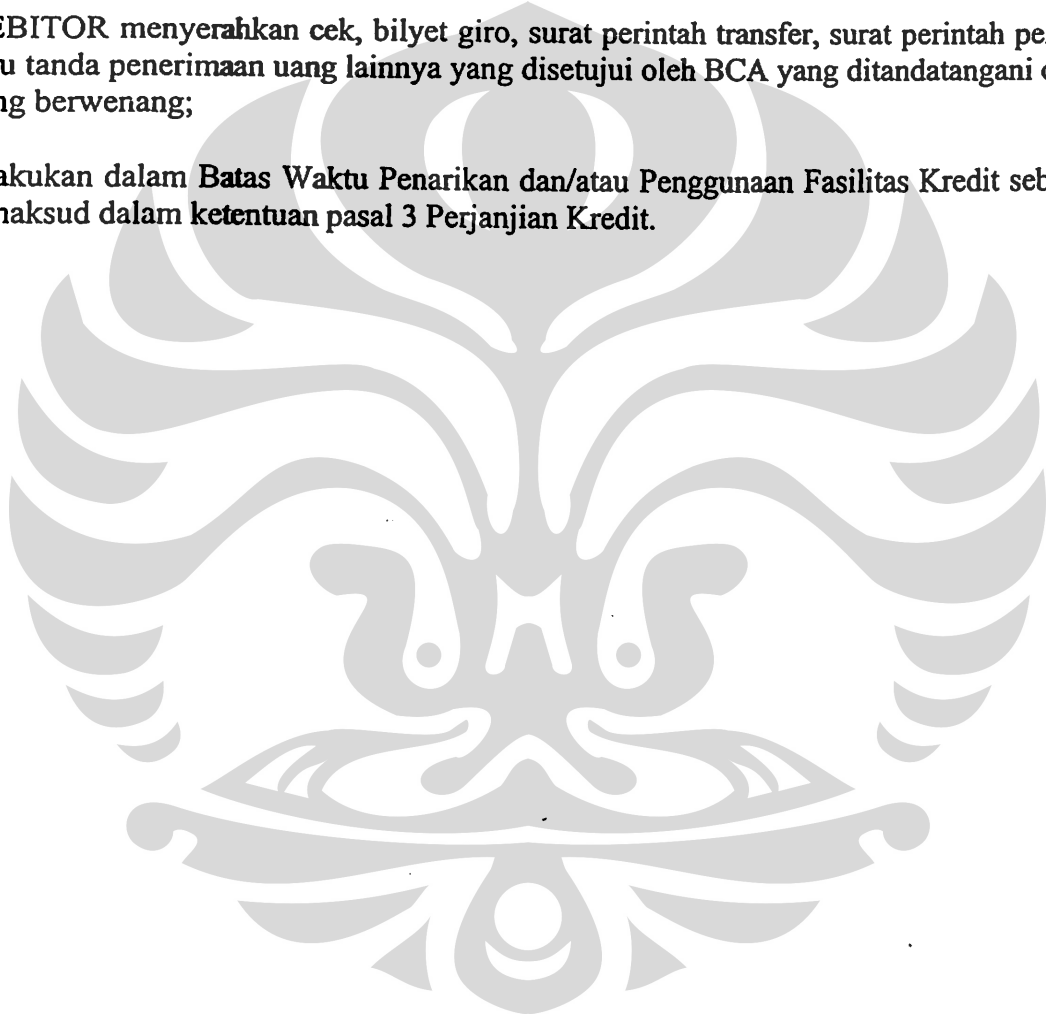 EBITOR menyerahkan cek, bilyet giro, surat perintah transfer, surat perintah pe
u tanda penerimaan uang lainnya yang disetujui oleh BCA yang ditandatangani
ng berwenang;
akukan dalam Batas Waktu Penarikan dan/atau Penggunaan Fasilitas Kredit seb
maksud dalam ketentuan pasal 3 Perjanjian Kredit.